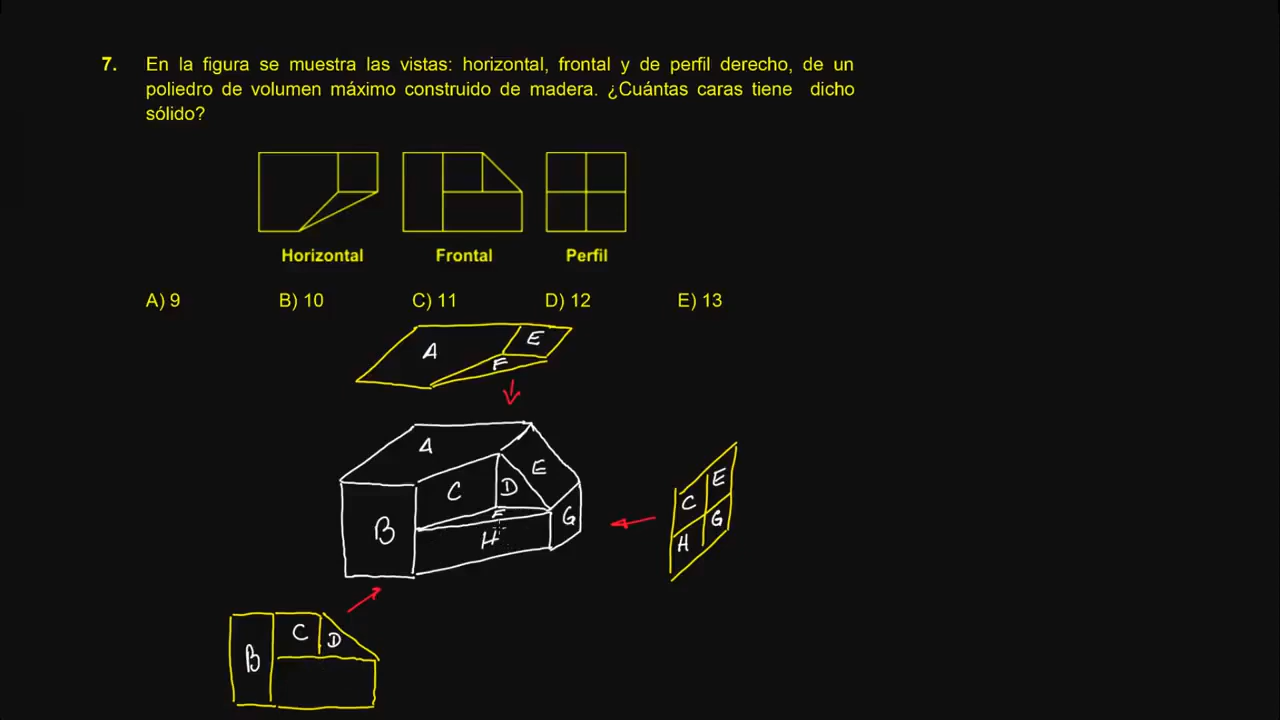 7. En la figura se muestra las vistas: horizontal, frontal y de perfil derecho, de un
poliedro de volumen máximo construido de madera. ¿Cuántas caras tiene dicho
sólido?
Horizontal Frontal Perfil
A) 9 B) 10 C) 11 D) 12 E) 13
A
E
F
A
E
C
D
F
G
B
H
C
E
G
H
C
D
B